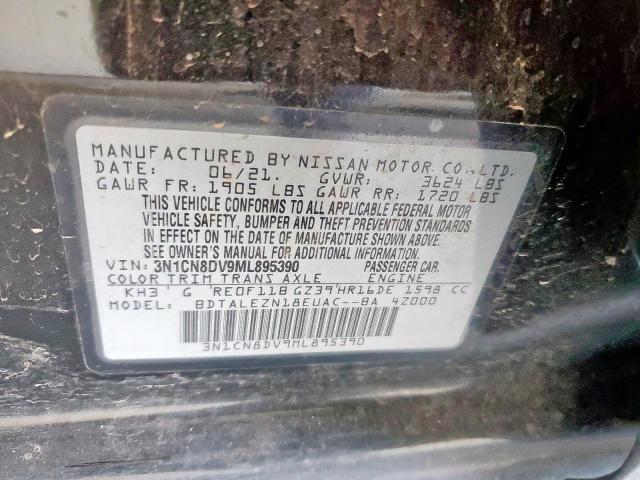 MANUFACTURED BY NISSAN MOTOR CO.,LTD.
DATE: 06/21. GVWR: 3624 LBS
GAWR FR: 1905 LBS GAWR RR: 1720 LBS
THIS VEHICLE CONFORMS TO ALL APPLICABLE FEDERAL MOTOR
VEHICLE SAFETY, BUMPER AND THEFT PREVENTION STANDARDS
IN EFFECT ON THE DATE OF MANUFACTURE SHOWN ABOVE.
SEE OWNER'S MANUAL OR ADDITIONAL INFORMATION.
VIN: 3N1CN8DV9ML895390 PASSENGER CAR.
COLOR TRIM TRANS AXLE ENGINE
KH3 G RE0F11B GZ39 HR16DE 1598 CC
MODEL: BDTALEZN18EUAC--BA 4Z000
3N1CN8DV9ML895390